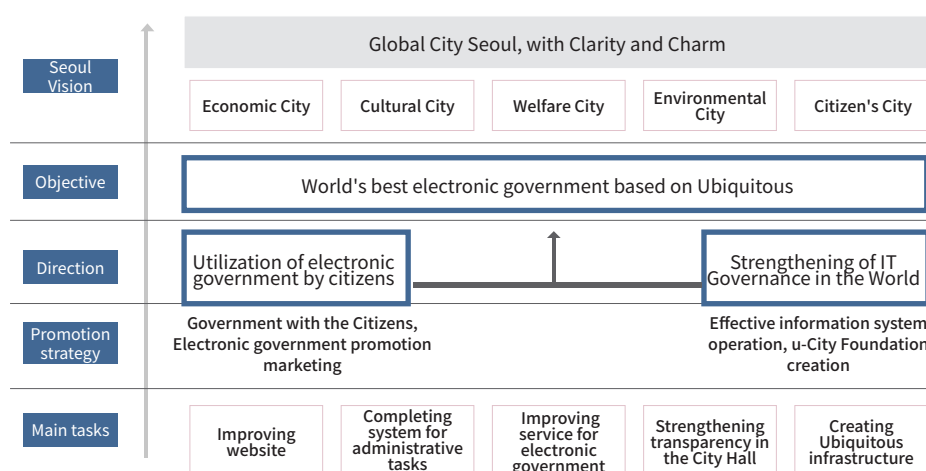 Seoul
Vision
Global City Seoul, with Clarity and Charm
Economic City
Cultural City
Welfare City
Environmental
City
Citizen's City
Objective
World's best electronic government based on Ubiquitous
Direction
Utilization of electronic
government by citizens
Strengthening of IT
Governance in the World
Promotion
strategy
Government with the Citizens,
Electronic government promotion
marketing
Effective information system
operation, u-City Foundation
creation
Main tasks
Improving
website
Completing
system for
administrative
tasks
Improving
service for
electronic
government
Strengthening
transparency in
the City Hall
Creating
Ubiquitous
infrastructure